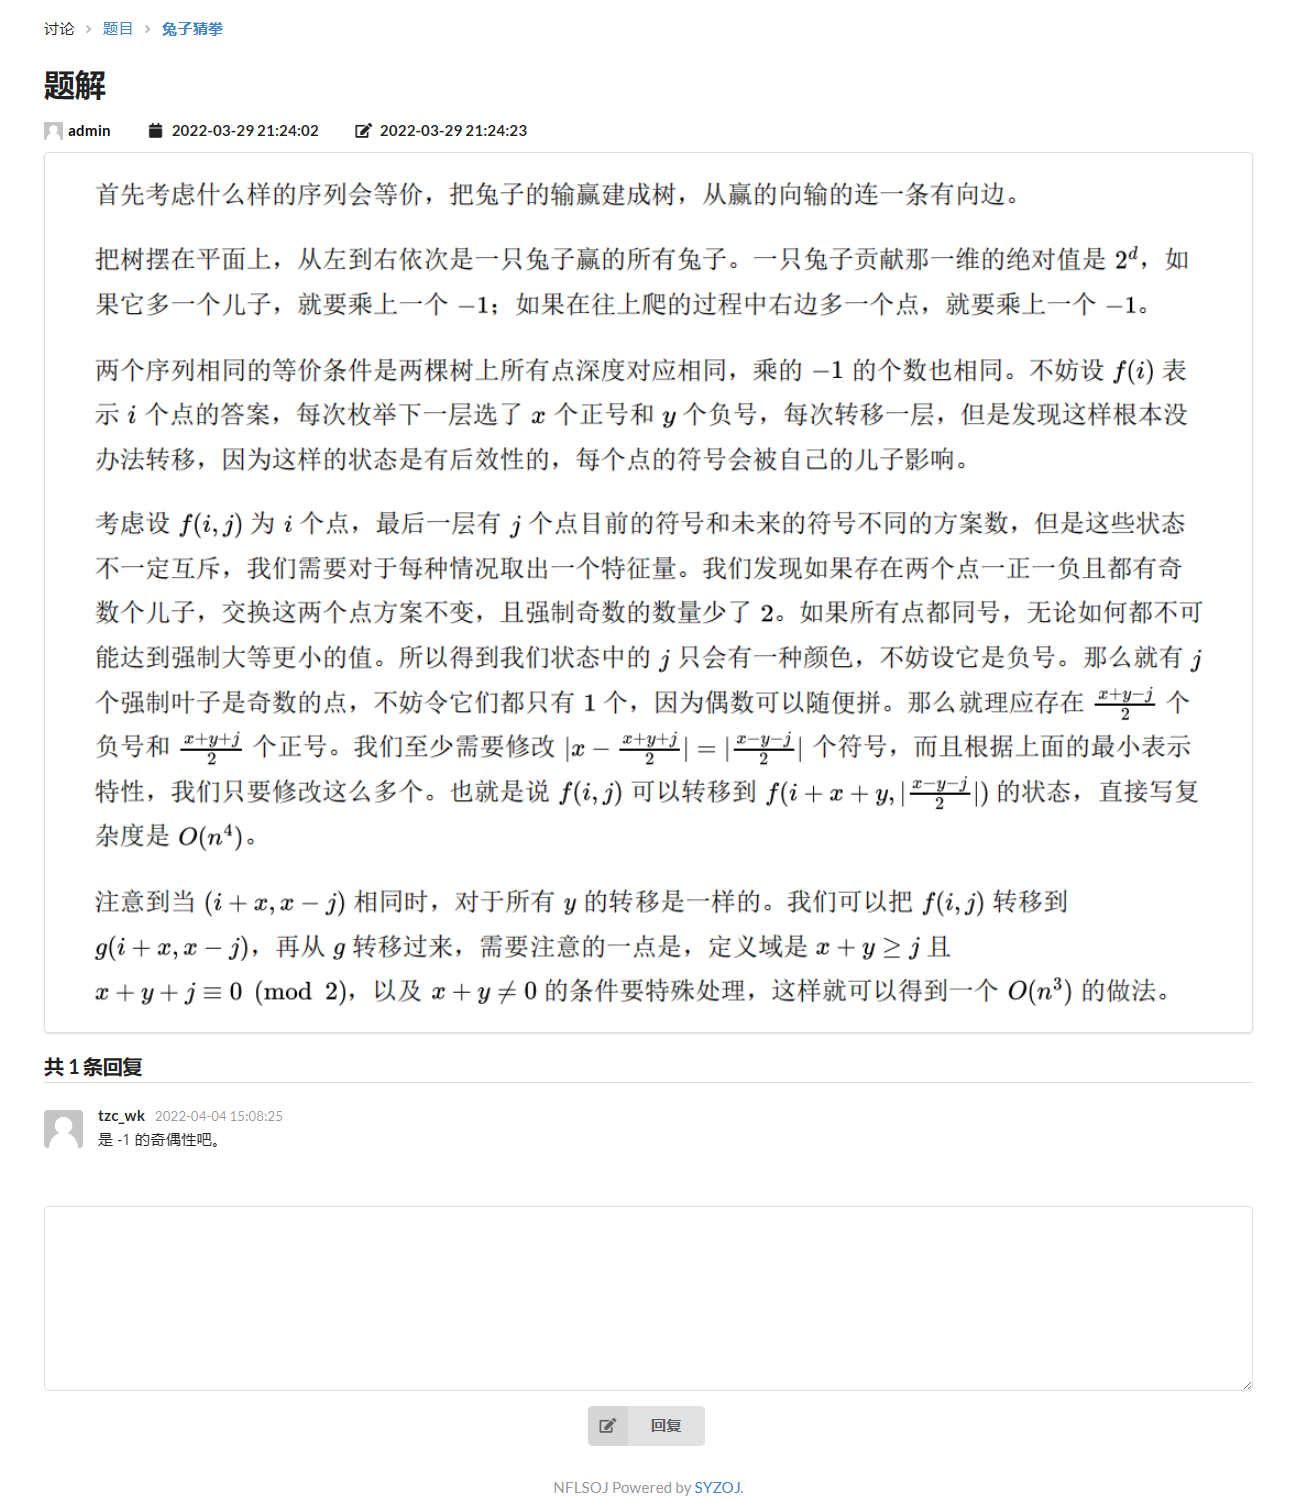 讨论 > 题目 > 兔子猜拳
题解
admin 2022-03-29 21:24:02 2022-03-29 21:24:23
首先考虑什么样的序列会等价，把兔子的输赢建成树，从赢的向输的连一条有向边。
把树摆在平面上，从左到右依次是一只兔子赢的所有兔子。一只兔子贡献那一维的绝对值是 2^d，如
果它多一个儿子，就要乘上一个 −1；如果在往上爬的过程中右边多一个点，就要乘上一个 −1。
两个序列相同的等价条件是两棵树上所有点深度对应相同，乘的 −1 的个数也相同。不妨设 f(i) 表
示 i 个点的答案，每次枚举下一层选了 x 个正号和 y 个负号，每次转移一层，但是发现这样根本没
办法转移，因为这样的状态是有后效性的，每个点的符号会被自己的儿子影响。
考虑设 f(i, j) 为 i 个点，最后一层有 j 个点目前的符号和未来的符号不同的方案数，但是这些状态
不一定互斥，我们需要对于每种情况取出一个特征量。我们发现如果存在两个点一正一负且都有奇
数个儿子，交换这两个点方案不变，且强制奇数的数量少了 2。如果所有点都同号，无论如何都不可
能达到强制大等更小的值。所以得到我们状态中的 j 只会有一种颜色，不妨设它是负号。那么就有 j
个强制叶子是奇数的点，不妨令它们都只有 1 个，因为偶数可以随便拼。那么就理应存在 \frac{x+y-j}{2} 个
负号和 \frac{x+y+j}{2} 个正号。我们至少需要修改 |x − \frac{x+y+j}{2}| = |\frac{x-y-j}{2}| 个符号，而且根据上面的最小表示
特性，我们只要修改这么多个。也就是说 f(i, j) 可以转移到 f(i + x + y, |\frac{x-y-j}{2}|) 的状态，直接写复
杂度是 O(n^4)。
注意到当 (i + x, x − j) 相同时，对于所有 y 的转移是一样的。我们可以把 f(i, j) 转移到
g(i + x, x − j)，再从 g 转移过来，需要注意的一点是，定义域是 x + y ≥ j 且
x + y + j ≡ 0 (mod 2)，以及 x + y ≠ 0 的条件要特殊处理，这样就可以得到一个 O(n^3) 的做法。
共 1 条回复
tzc_wk 2022-04-04 15:08:25
是 -1 的奇偶性吧。
回复
NFLSOJ Powered by SYZOJ.